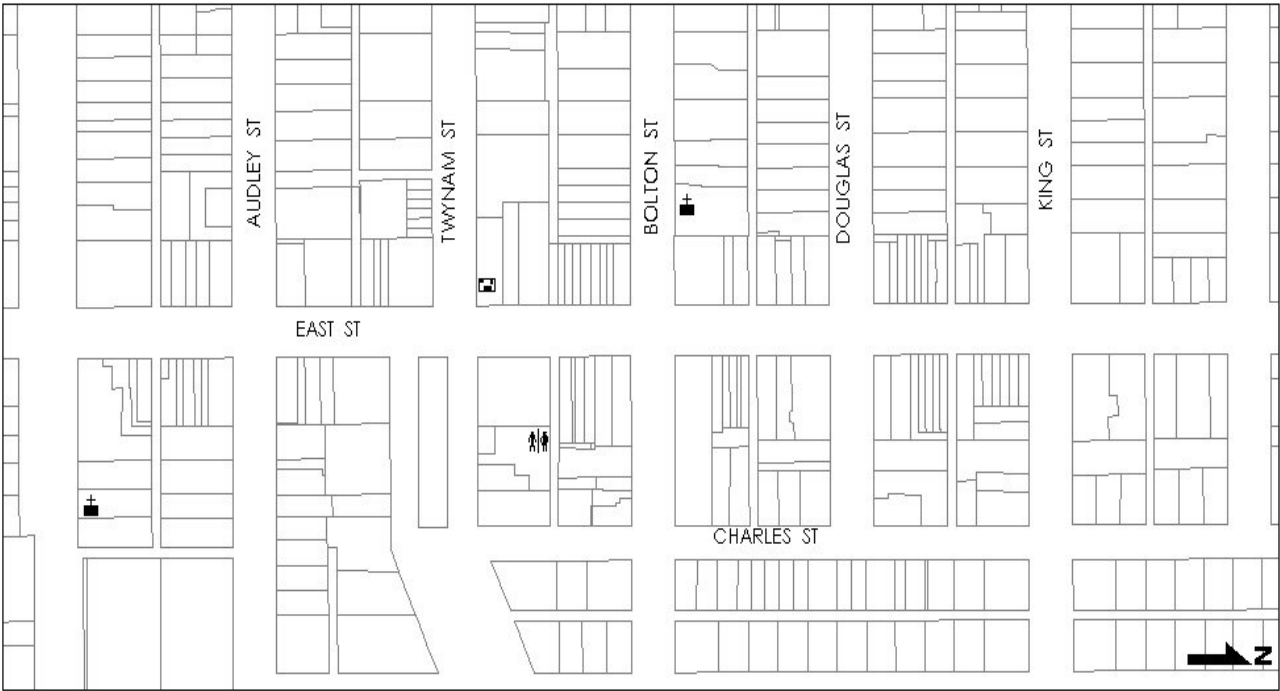 AUDLEY ST
TWYNAM ST
BOLTON ST
DOUGLAS ST
KING ST
EAST ST
CHARLES ST
N